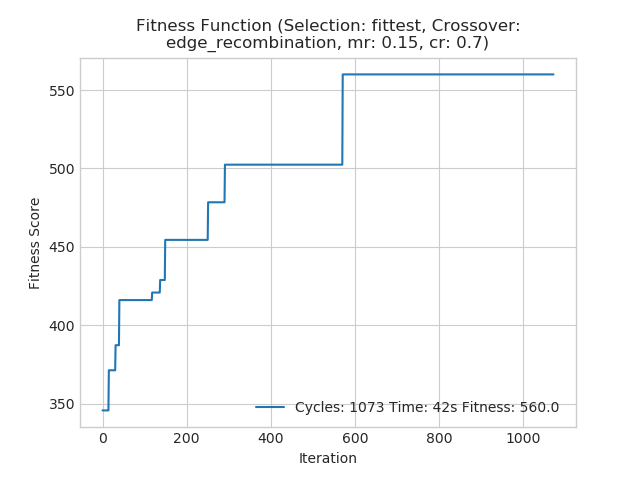 Fitness Function (Selection: fittest, Crossover:
edge_recombination, mr: 0.15, cr: 0.7)
Fitness Score
550
500
450
400
350
Cycles: 1073 Time: 42s Fitness: 560.0
0 200 400 600 800 1000
Iteration